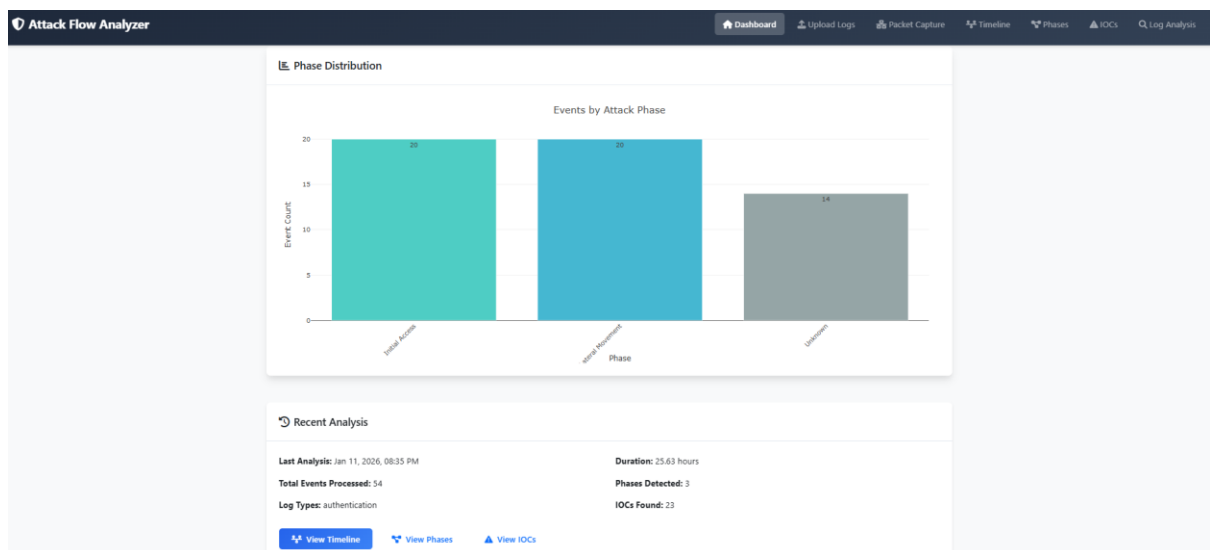 Attack Flow Analyzer
Dashboard
Upload Logs
Packet Capture
Timeline
Phases
IOCs
Log Analysis
Phase Distribution
Events by Attack Phase
20
15
10
5
0
Event Count
20
20
14
Initial Access
ateral Movement
Unknown
Phase
Recent Analysis
Last Analysis: Jan 11, 2026, 08:35 PM
Duration: 25.63 hours
Total Events Processed: 54
Phases Detected: 3
Log Types: authentication
IOCs Found: 23
View Timeline
View Phases
View IOCs